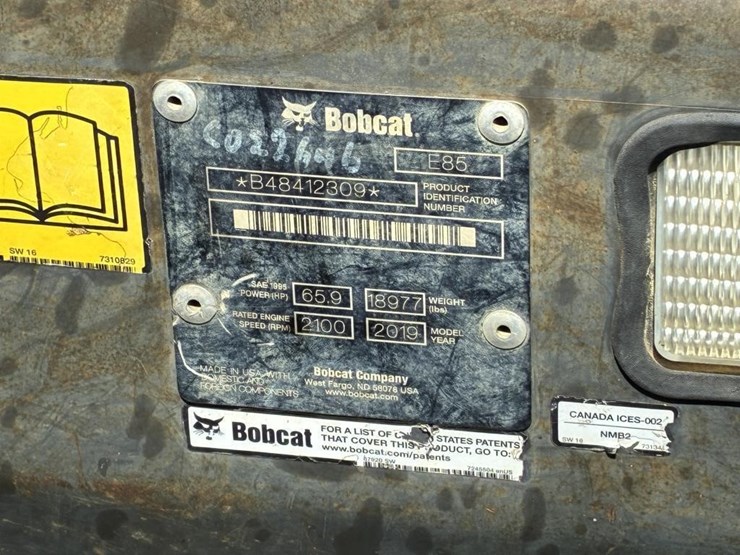 Bobcat
C022646
E85
*B48412309*
PRODUCT
IDENTIFICATION
NUMBER
SAE 1995
POWER (HP)
65.9
18977
WEIGHT
(lbs)
RATED ENGINE
SPEED (RPM)
2100
2019
MODEL
YEAR
MADE IN USA WITH
DOMESTIC AND
FOREIGN COMPONENTS
Bobcat Company
West Fargo, ND 58078 USA
www.bobcat.com
SW 16
7310829
Bobcat
FOR A LIST OF STATES PATENTS
THAT COVER THIS PRODUCT, GO TO:
www.bobcat.com/patents
CANADA ICES-002
NMB2
SW 16